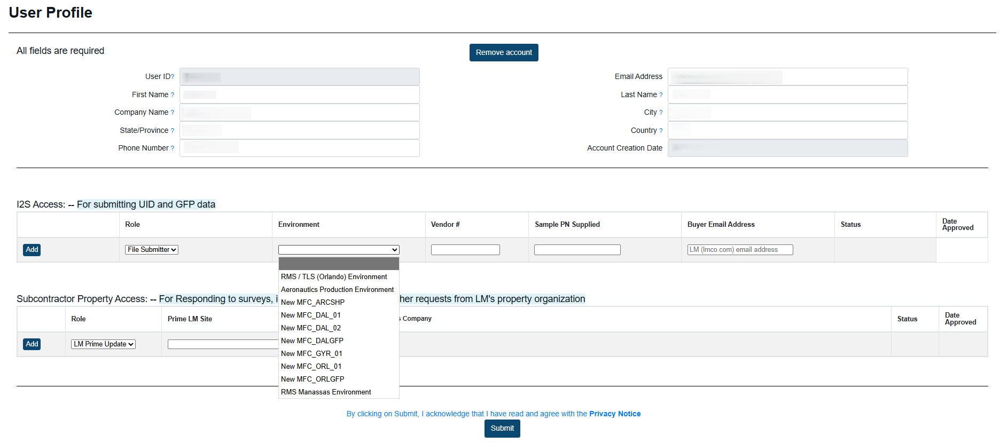 User Profile
All fields are required
Remove account
User ID?
Email Address
First Name ?
Last Name ?
Company Name ?
City ?
State/Province ?
Country ?
Phone Number ?
Account Creation Date
I2S Access: -- For submitting UID and GFP data
Role
Environment
Vendor #
Sample PN Supplied
Buyer Email Address
Status
Date
Approved
Add
File Submitter
LM (lmco.com) email address
RMS / TLS (Orlando) Environment
Aeronautics Production Environment
New MFC_ARCSHP
New MFC_DAL_01
New MFC_DAL_02
New MFC_DALGFP
New MFC_GYR_01
New MFC_ORL_01
New MFC_ORLGFP
RMS Manassas Environment
Subcontractor Property Access: -- For Responding to surveys, i her requests from LM's property organization
Role
Prime LM Site
s Company
Status
Date
Approved
Add
LM Prime Update
By clicking on Submit, I acknowledge that I have read and agree with the Privacy Notice
Submit